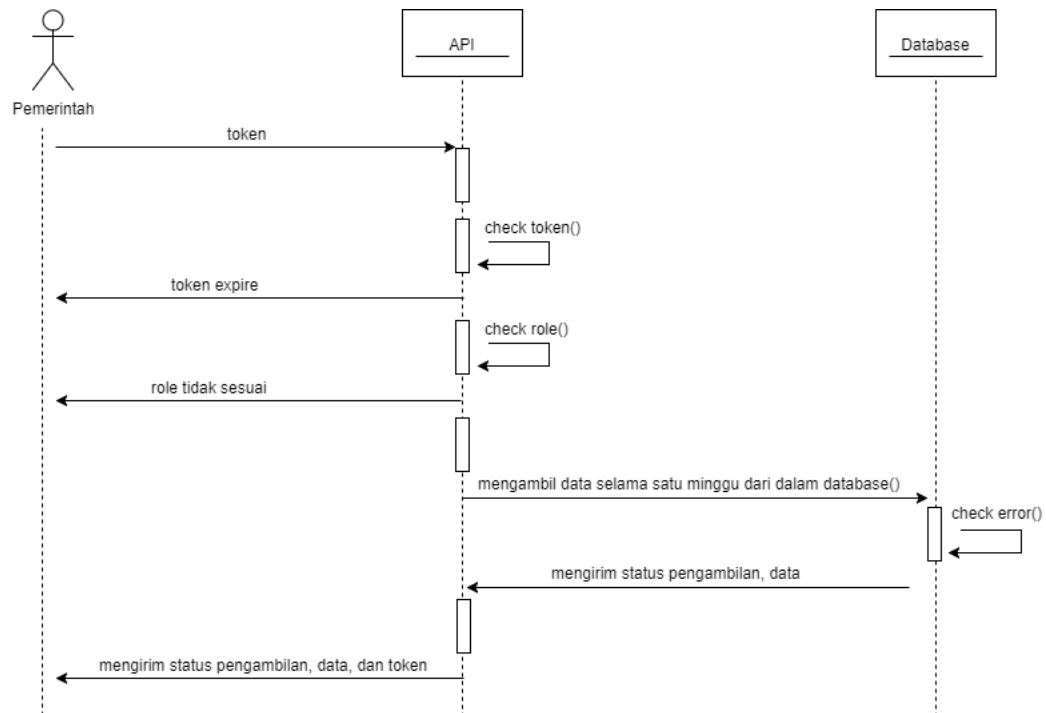 API
Database
Pemerintah
token
check token()
token expire
check role()
role tidak sesuai
mengambil data selama satu minggu dari dalam database()
check error()
mengirim status pengambilan, data
mengirim status pengambilan, data, dan token